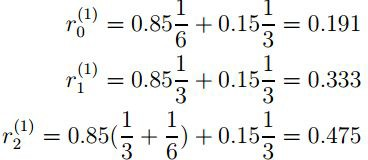 r_0^{(1)} = 0.85\frac{1}{6} + 0.15\frac{1}{3} = 0.191
r_1^{(1)} = 0.85\frac{1}{3} + 0.15\frac{1}{3} = 0.333
r_2^{(1)} = 0.85(\frac{1}{3} + \frac{1}{6}) + 0.15\frac{1}{3} = 0.475